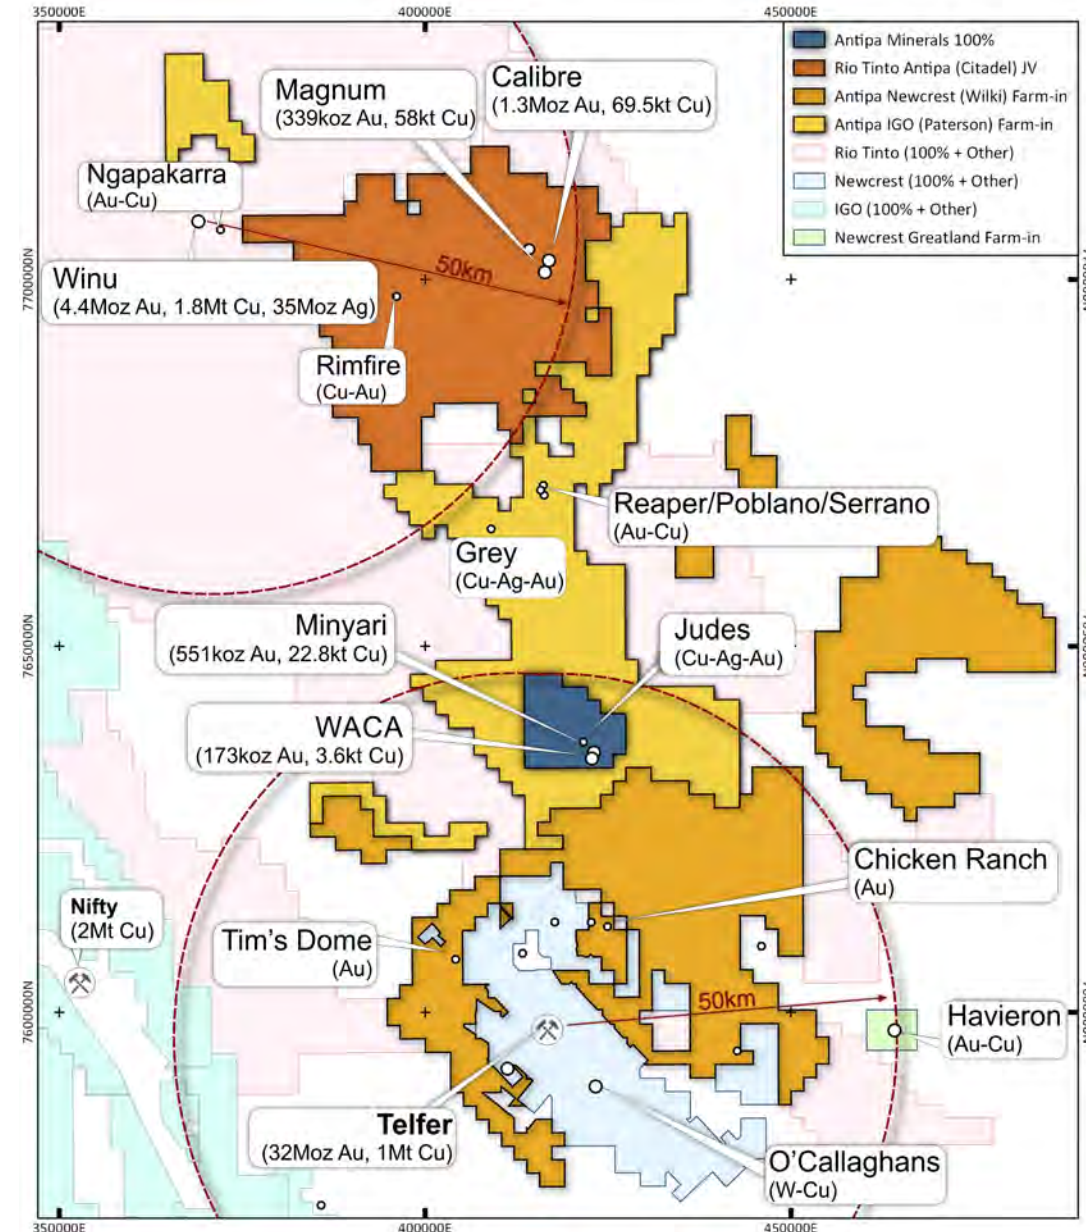 Antipa Minerals 100%
Rio Tinto Antipa (Citadel) JV
Antipa Newcrest (Wilki) Farm-in
Antipa IGO (Paterson) Farm-in
Rio Tinto (100% + Other)
Newcrest (100% + Other)
IGO (100% + Other)
Newcrest Greatland Farm-in
400000E
450000E
Magnum
(339koz Au, 58kt Cu)
Calibre
(1.3Moz Au, 69.5kt Cu)
Ngapakarra
(Au-Cu)
Winu
(4.4Moz Au, 1.8Mt Cu, 35Moz Ag)
50km
Rimfire
(Cu-Au)
7700000N
Reaper/Poblano/Serrano
(Au-Cu)
Grey
(Cu-Ag-Au)
Minyari
(551koz Au, 22.8kt Cu)
Judes
(Cu-Ag-Au)
7650000N
WACA
(173koz Au, 3.6kt Cu)
Chicken Ranch
(Au)
Nifty
(2Mt Cu)
Tim's Dome
(Au)
7600000N
50km
Havieron
(Au-Cu)
Telfer
(32Moz Au, 1Mt Cu)
O'Callaghans
(W-Cu)
350000E
400000E
450000E